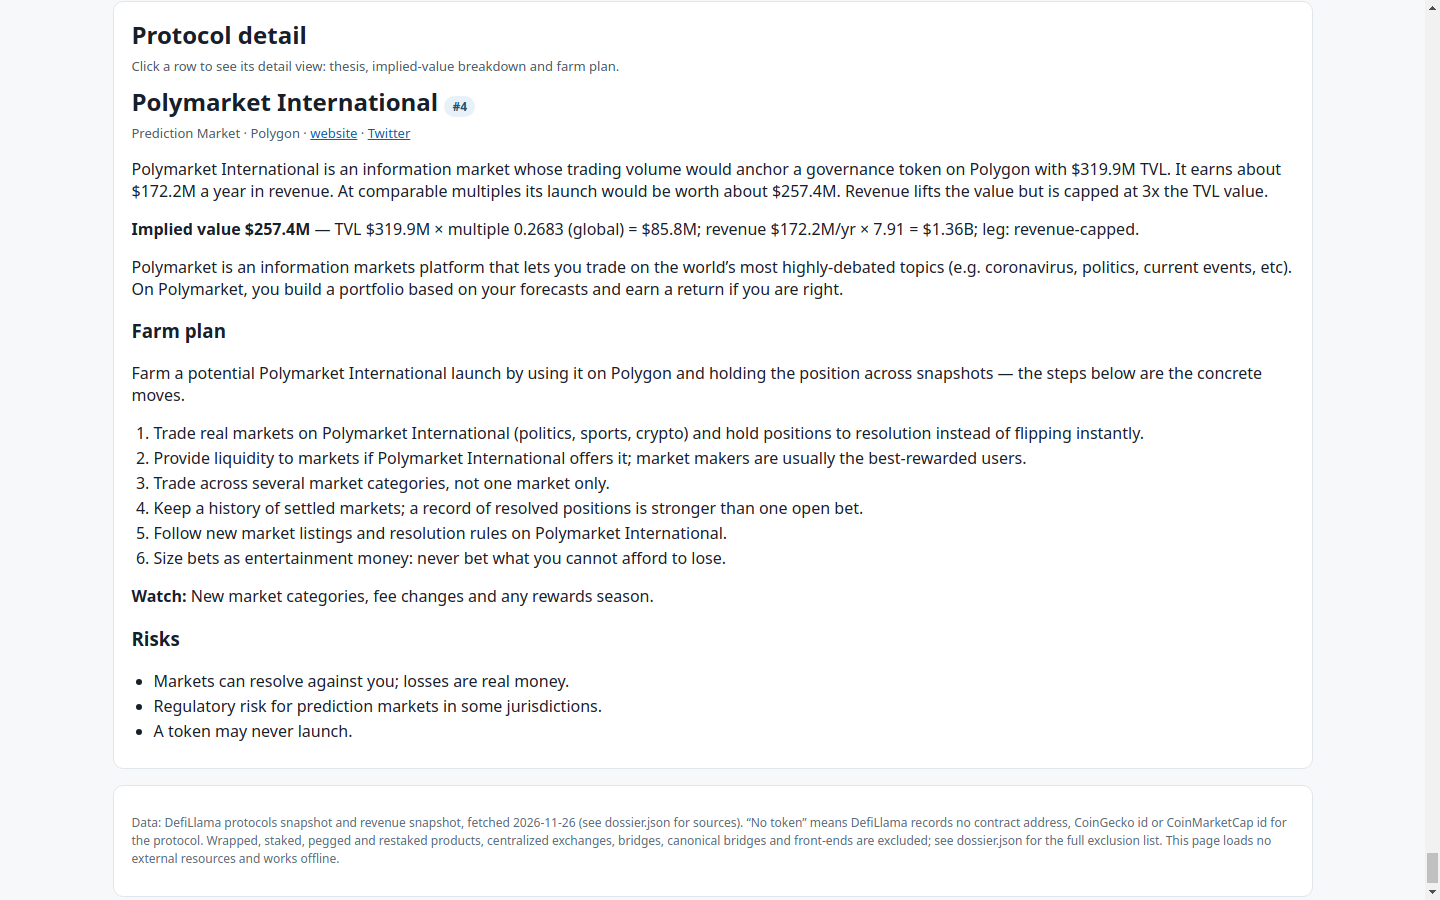 Protocol detail
Click a row to see its detail view: thesis, implied-value breakdown and farm plan.
Polymarket International #4
Prediction Market · Polygon · website · Twitter
Polymarket International is an information market whose trading volume would anchor a governance token on Polygon with $319.9M TVL. It earns about
$172.2M a year in revenue. At comparable multiples its launch would be worth about $257.4M. Revenue lifts the value but is capped at 3x the TVL value.
Implied value $257.4M — TVL $319.9M × multiple 0.2683 (global) = $85.8M; revenue $172.2M/yr × 7.91 = $1.36B; leg: revenue-capped.
Polymarket is an information markets platform that lets you trade on the world’s most highly-debated topics (e.g. coronavirus, politics, current events, etc).
On Polymarket, you build a portfolio based on your forecasts and earn a return if you are right.
Farm plan
Farm a potential Polymarket International launch by using it on Polygon and holding the position across snapshots — the steps below are the concrete
moves.
1. Trade real markets on Polymarket International (politics, sports, crypto) and hold positions to resolution instead of flipping instantly.
2. Provide liquidity to markets if Polymarket International offers it; market makers are usually the best-rewarded users.
3. Trade across several market categories, not one market only.
4. Keep a history of settled markets; a record of resolved positions is stronger than one open bet.
5. Follow new market listings and resolution rules on Polymarket International.
6. Size bets as entertainment money: never bet what you cannot afford to lose.
Watch: New market categories, fee changes and any rewards season.
Risks
• Markets can resolve against you; losses are real money.
• Regulatory risk for prediction markets in some jurisdictions.
• A token may never launch.
Data: DefiLlama protocols snapshot and revenue snapshot, fetched 2026-11-26 (see dossier.json for sources). “No token” means DefiLlama records no contract address, CoinGecko id or CoinMarketCap id for
the protocol. Wrapped, staked, pegged and restaked products, centralized exchanges, bridges, canonical bridges and front-ends are excluded; see dossier.json for the full exclusion list. This page loads no
external resources and works offline.